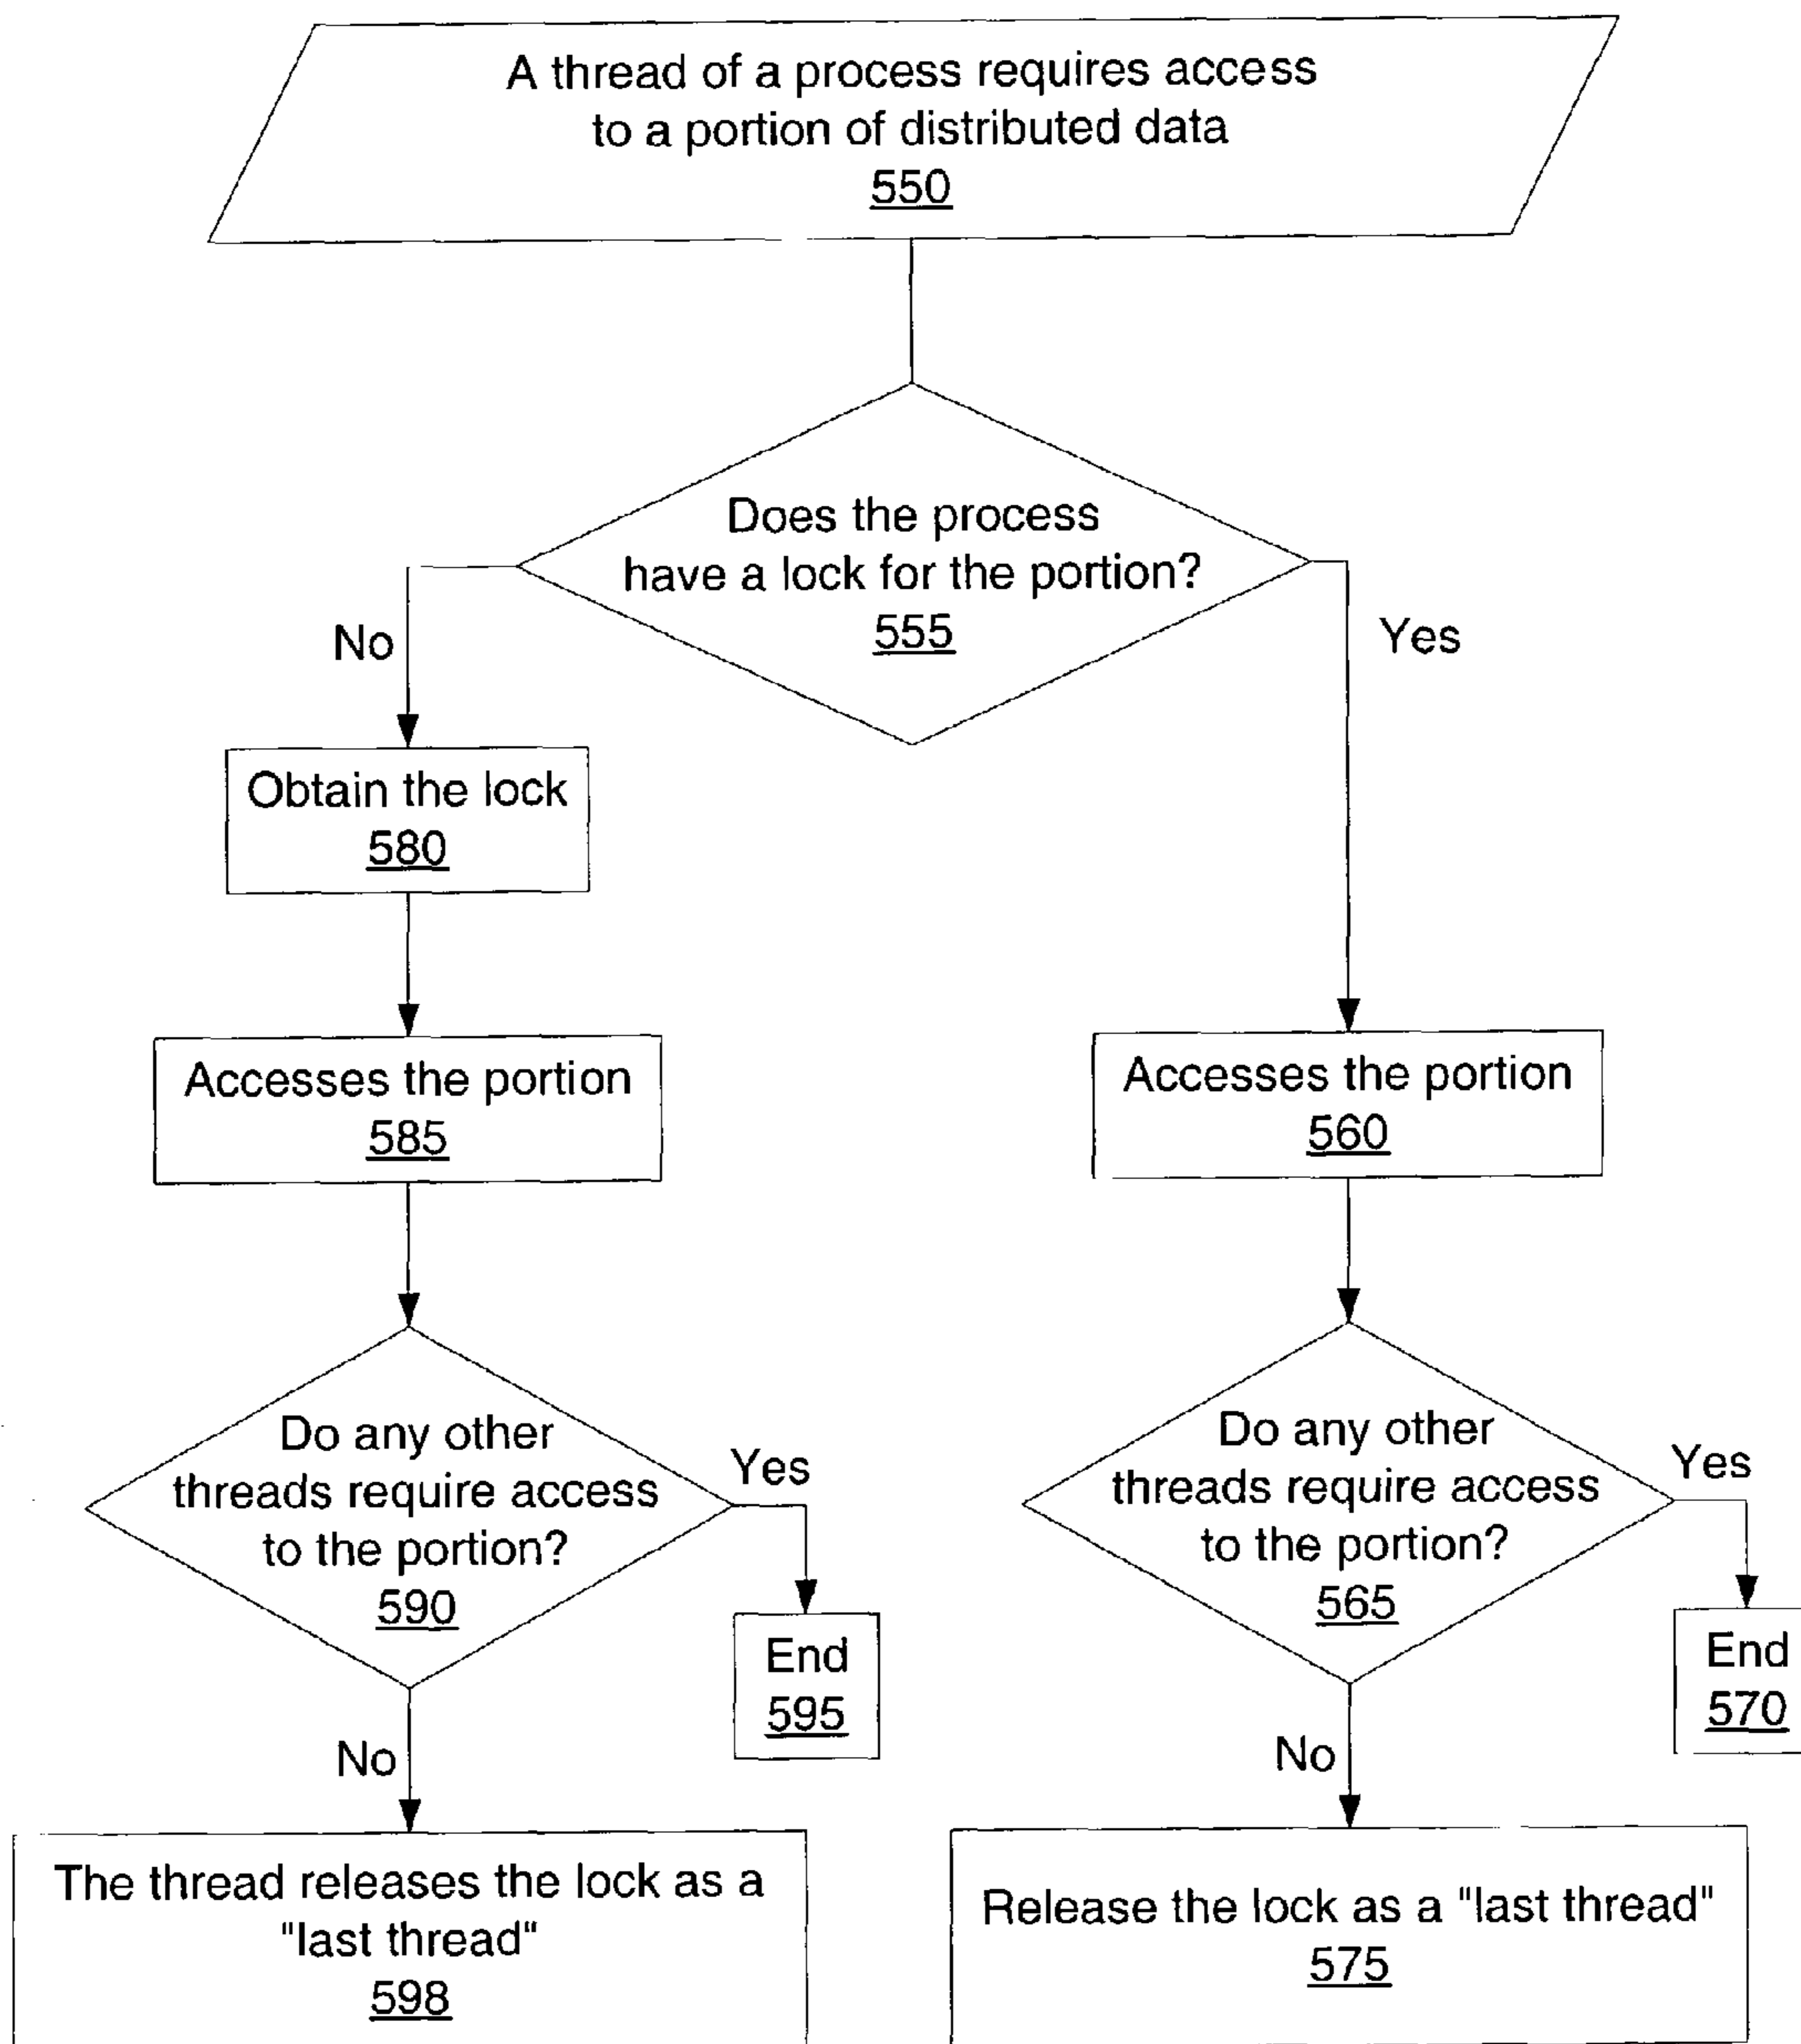 A thread of a process requires access
to a portion of distributed data
550
Does the process
have a lock for the portion?
555
No
Yes
Obtain the lock
580
Accesses the portion
585
Accesses the portion
560
Do any other
threads require access
to the portion?
590
Yes
Do any other
threads require access
to the portion?
565
Yes
End
595
End
570
No
No
The thread releases the lock as a
"last thread"
598
Release the lock as a "last thread"
575